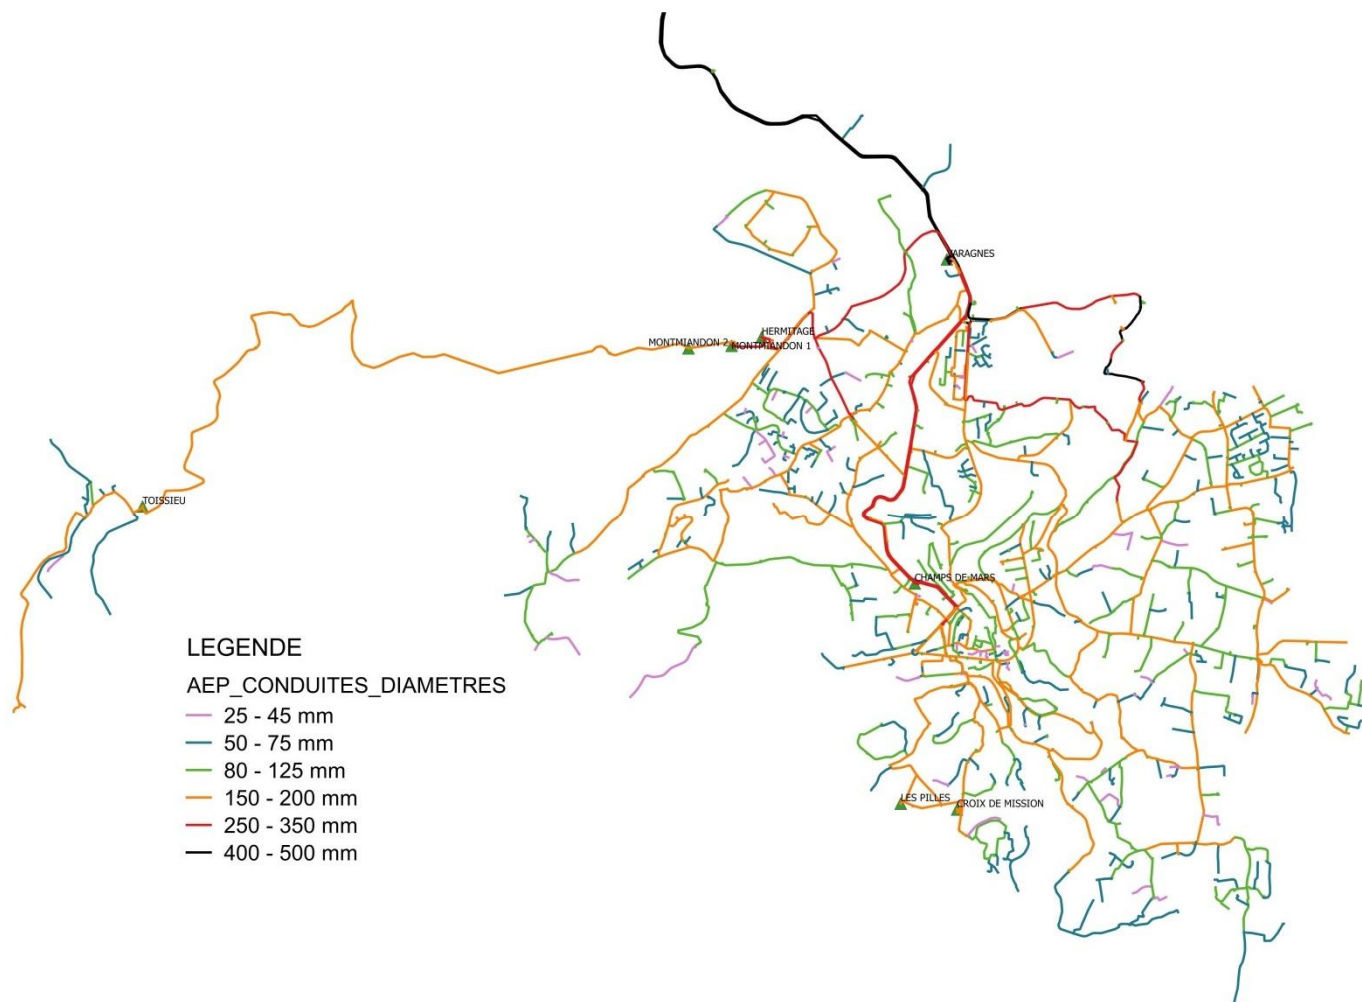 VARAGNES
HERMITAGE
MONTMIANDON 2
MONTMIANDON 1
TOISSIEU
CHAMPS DE MARS
LEGENDE
AEP_CONDUITES_DIAMETRES
25 - 45 mm
50 - 75 mm
80 - 125 mm
150 - 200 mm
250 - 350 mm
400 - 500 mm
LES PILLES
CROIX DE MISSION